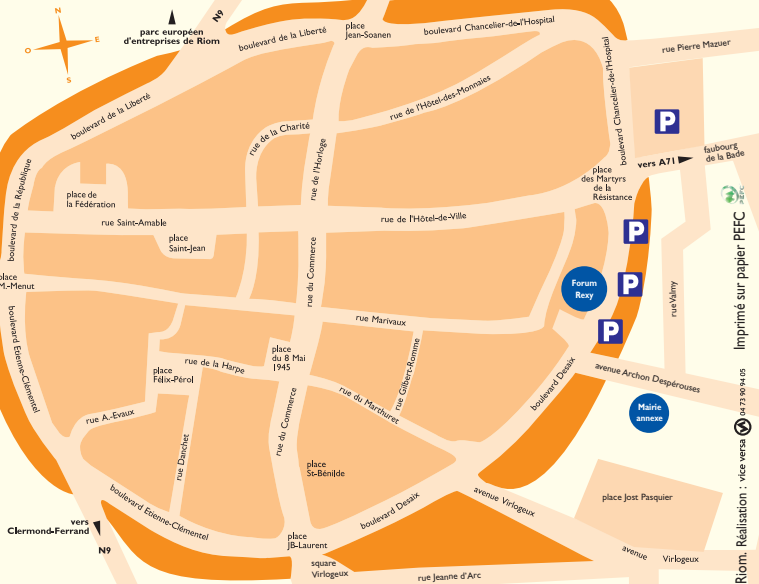 N
O
E
S
parc européen
d'entreprises de Riom
N9
boulevard de la Liberté
place
Jean-Soanen
boulevard Chancelier-de-l'Hospital
rue Pierre Mazuer
boulevard de la Liberté
rue de l'Hôtel-des-Monnaies
boulevard Chancelier-de-l'Hospital
rue de la Charité
P
rue de l'Horloge
vers A71
faubourg
de la Bade
boulevard de la République
place de
la Fédération
place
des Martyrs
de la
Résistance
PEFC
rue Saint-Amable
rue de l'Hôtel-de-Ville
place
Saint-Jean
P
place
M.-Menut
rue du Commerce
Forum
Rexy
P
rue Valmy
boulevard Etienne-Clémentel
rue Marivaux
P
place
du 8 Mai
1945
rue de la Harpe
rue Gilbert-Romme
place
Félix-Pérol
boulevard Desaix
avenue Archon Despérouses
rue A.-Evaux
rue du Marthuret
Mairie
annexe
rue du Commerce
rue Danchet
place
St-Bénilde
boulevard Etienne-Clémentel
boulevard Desaix
avenue Virlogeux
place Jost Pasquier
vers
Clermont-Ferrand
N9
place
JB-Laurent
square
Virlogeux
rue Jeanne d'Arc
avenue Virlogeux
Riom. Réalisation : vice versa 04 73 90 94 05 Imprimé sur papier PEFC